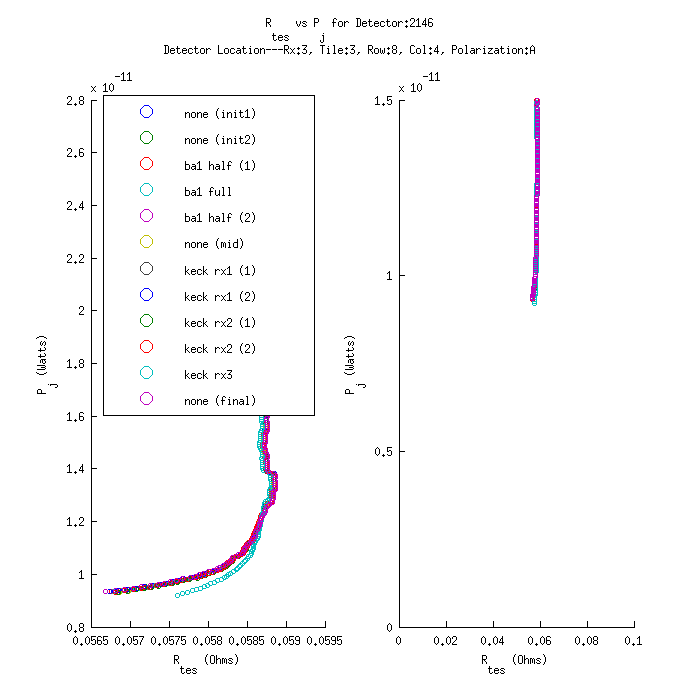 R    vs P  for Detector:2146
tes     j
Detector Location---Rx:3, Tile:3, Row:8, Col:4, Polarization:A
x 10 -11
2.8
2.6
2.4
2.2
2
1.8
1.6
1.4
1.2
1
0.8
P j (Watts)
none (init1)
none (init2)
ba1 half (1)
ba1 full
ba1 half (2)
none (mid)
keck rx1 (1)
keck rx1 (2)
keck rx2 (1)
keck rx2 (2)
keck rx3
none (final)
0.0565 0.057 0.0575 0.058 0.0585 0.059 0.0595
R tes (Ohms)
x 10 -11
1.5
1
0.5
0
P j (Watts)
0 0.02 0.04 0.06 0.08 0.1
R tes (Ohms)